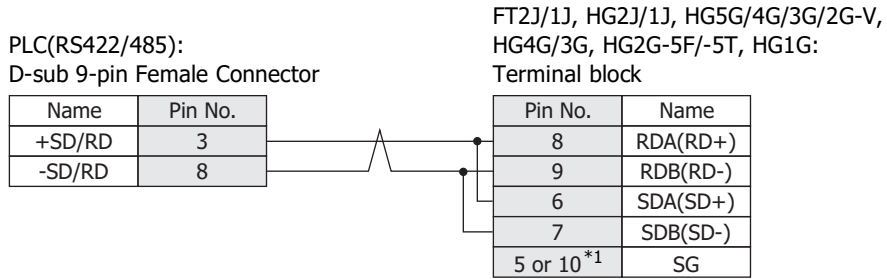 FT2J/1J, HG2J/1J, HG5G/4G/3G/2G-V,
PLC(RS422/485): HG4G/3G, HG2G-5F/-5T, HG1G:
D-sub 9-pin Female Connector Terminal block
Name Pin No. Pin No. Name
+SD/RD 3 8 RDA(RD+)
-SD/RD 8 9 RDB(RD-)
6 SDA(SD+)
7 SDB(SD-)
5 or 10*1 SG